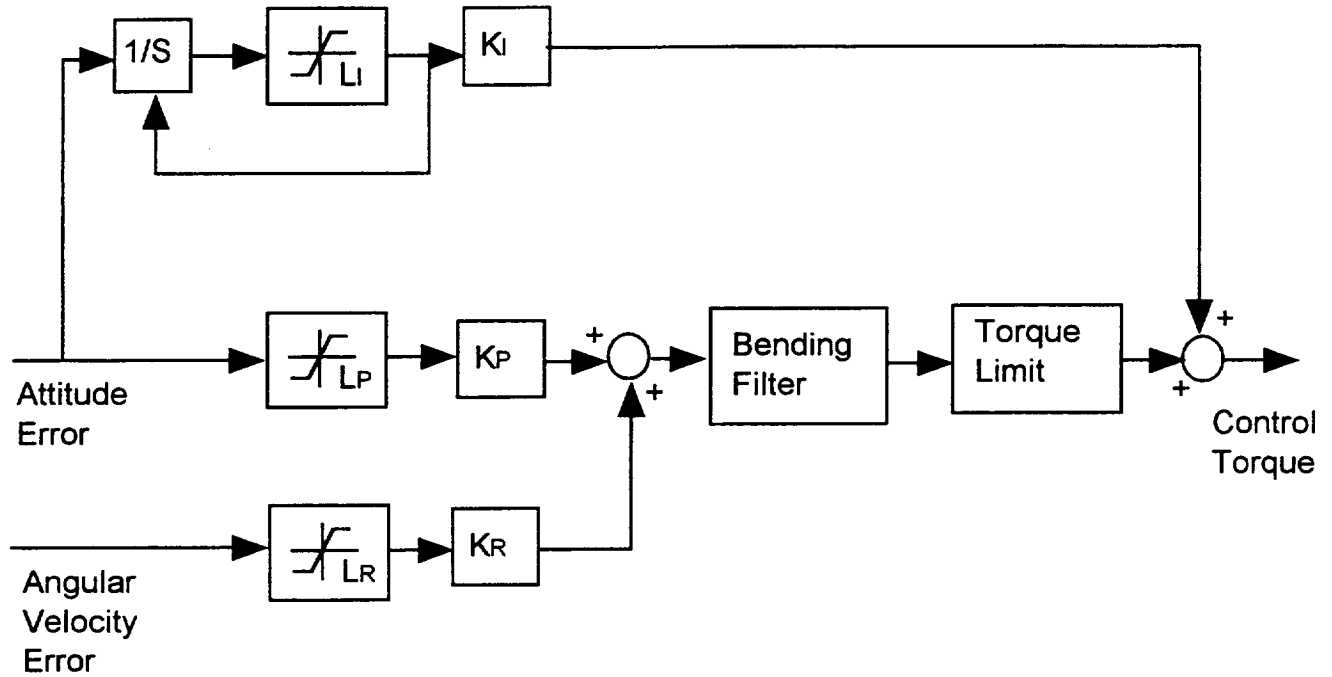 1/S
LI
KI
+
Attitude
Error
LP
KP
+
+
Bending
Filter
Torque
Limit
+
Control
Torque
Angular
Velocity
Error
LR
KR